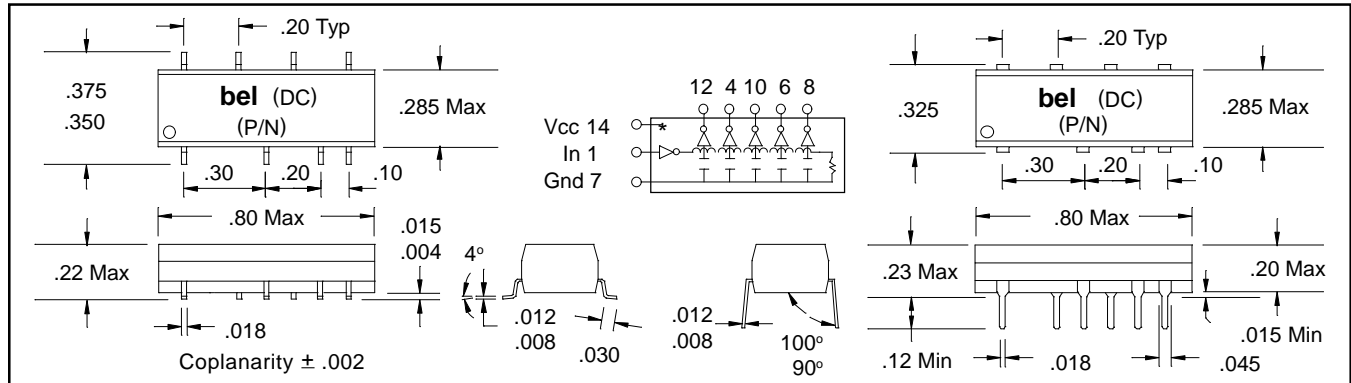 .20 Typ
.375
.350
bel (DC)
(P/N)
.285 Max
.30
.20
.10
.80 Max
.22 Max
.015
.004
.018
Coplanarity ± .002
12 4 10 6 8
Vcc 14
*
In 1
Gnd 7
4°
.012
.008
.030
.012
.008
100°
90°
.20 Typ
.325
bel (DC)
(P/N)
.285 Max
.30
.20
.10
.80 Max
.23 Max
.20 Max
.12 Min
.018
.015 Min
.045